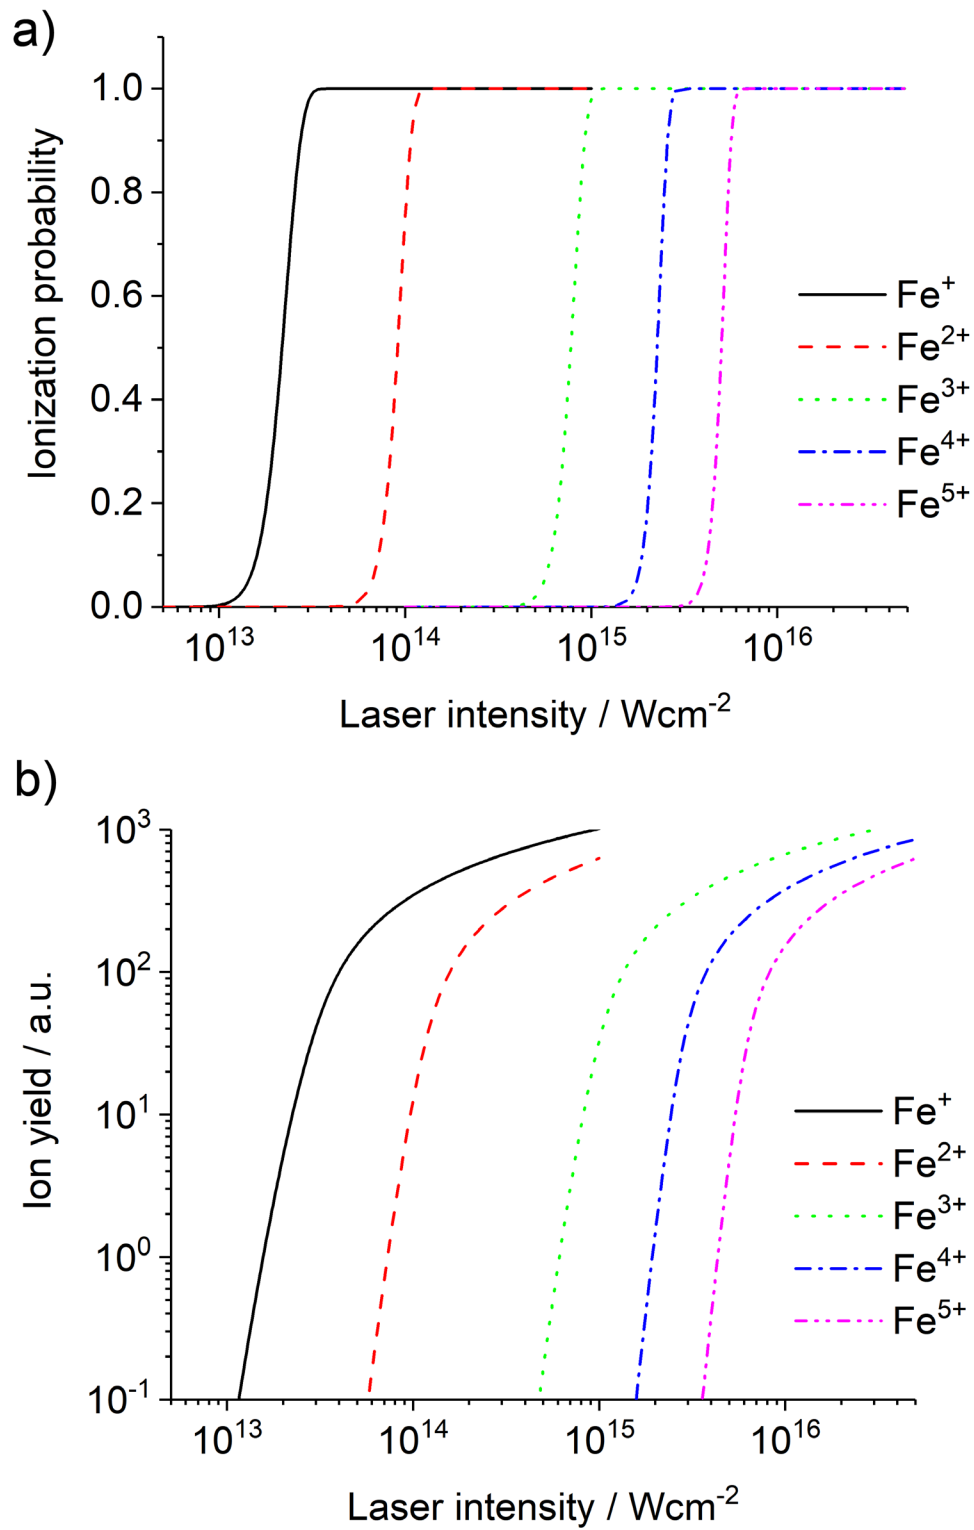 a)
Ionization probability
1.0
0.8
0.6
0.4
0.2
0.0
10¹³ 10¹⁴ 10¹⁵ 10¹⁶
Laser intensity / Wcm⁻²
Fe⁺
Fe²⁺
Fe³⁺
Fe⁴⁺
Fe⁵⁺
b)
Ion yield / a.u.
10³
10²
10¹
10⁰
10⁻¹
10¹³ 10¹⁴ 10¹⁵ 10¹⁶
Laser intensity / Wcm⁻²
Fe⁺
Fe²⁺
Fe³⁺
Fe⁴⁺
Fe⁵⁺